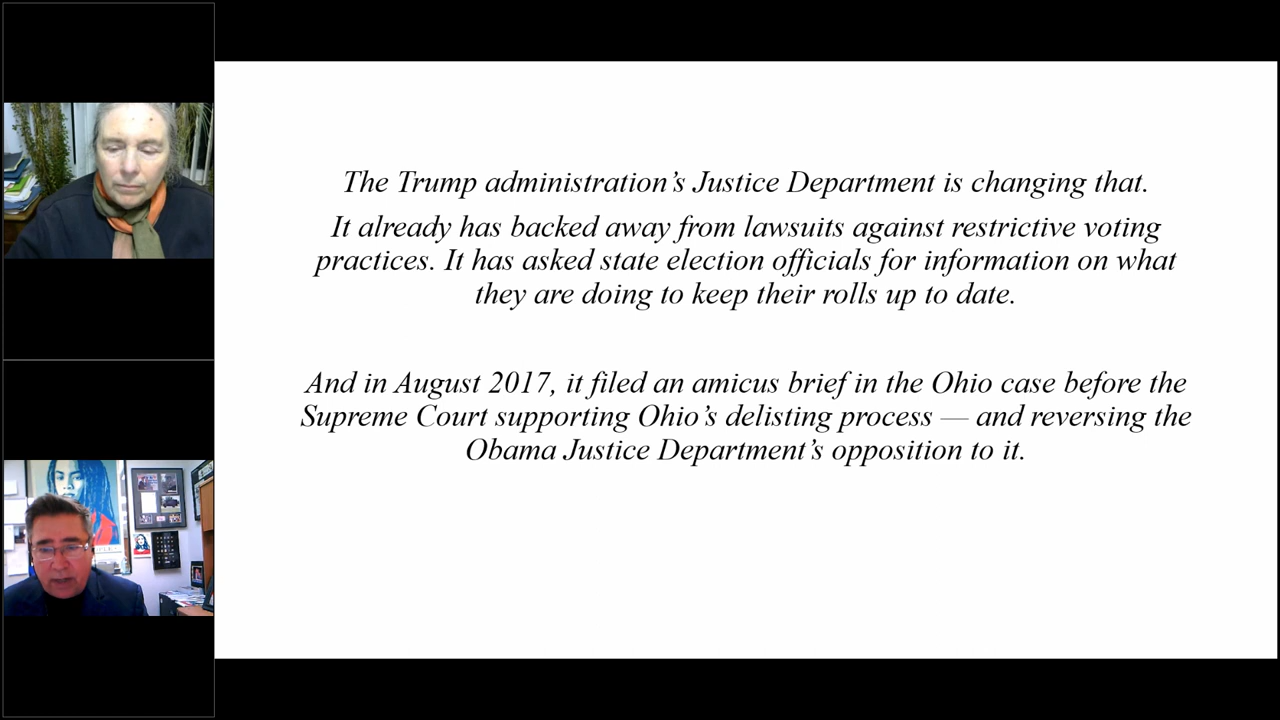 The Trump administration’s Justice Department is changing that.
It already has backed away from lawsuits against restrictive voting
practices. It has asked state election officials for information on what
they are doing to keep their rolls up to date.
And in August 2017, it filed an amicus brief in the Ohio case before the
Supreme Court supporting Ohio’s delisting process — and reversing the
Obama Justice Department’s opposition to it.